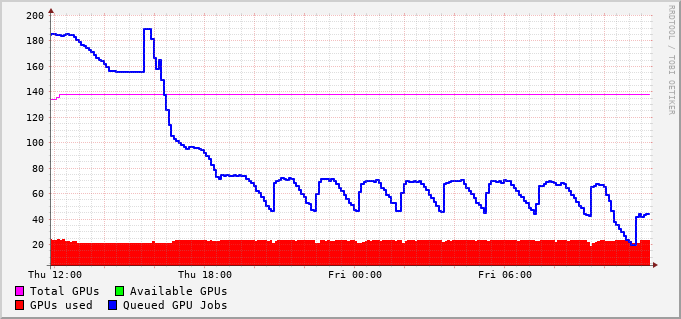 200
180
160
140
120
100
80
60
40
20
Thu 12:00 Thu 18:00 Fri 00:00 Fri 06:00
Total GPUs Available GPUs
GPUs used Queued GPU Jobs
RRDTOOL / TOBI OETIKER